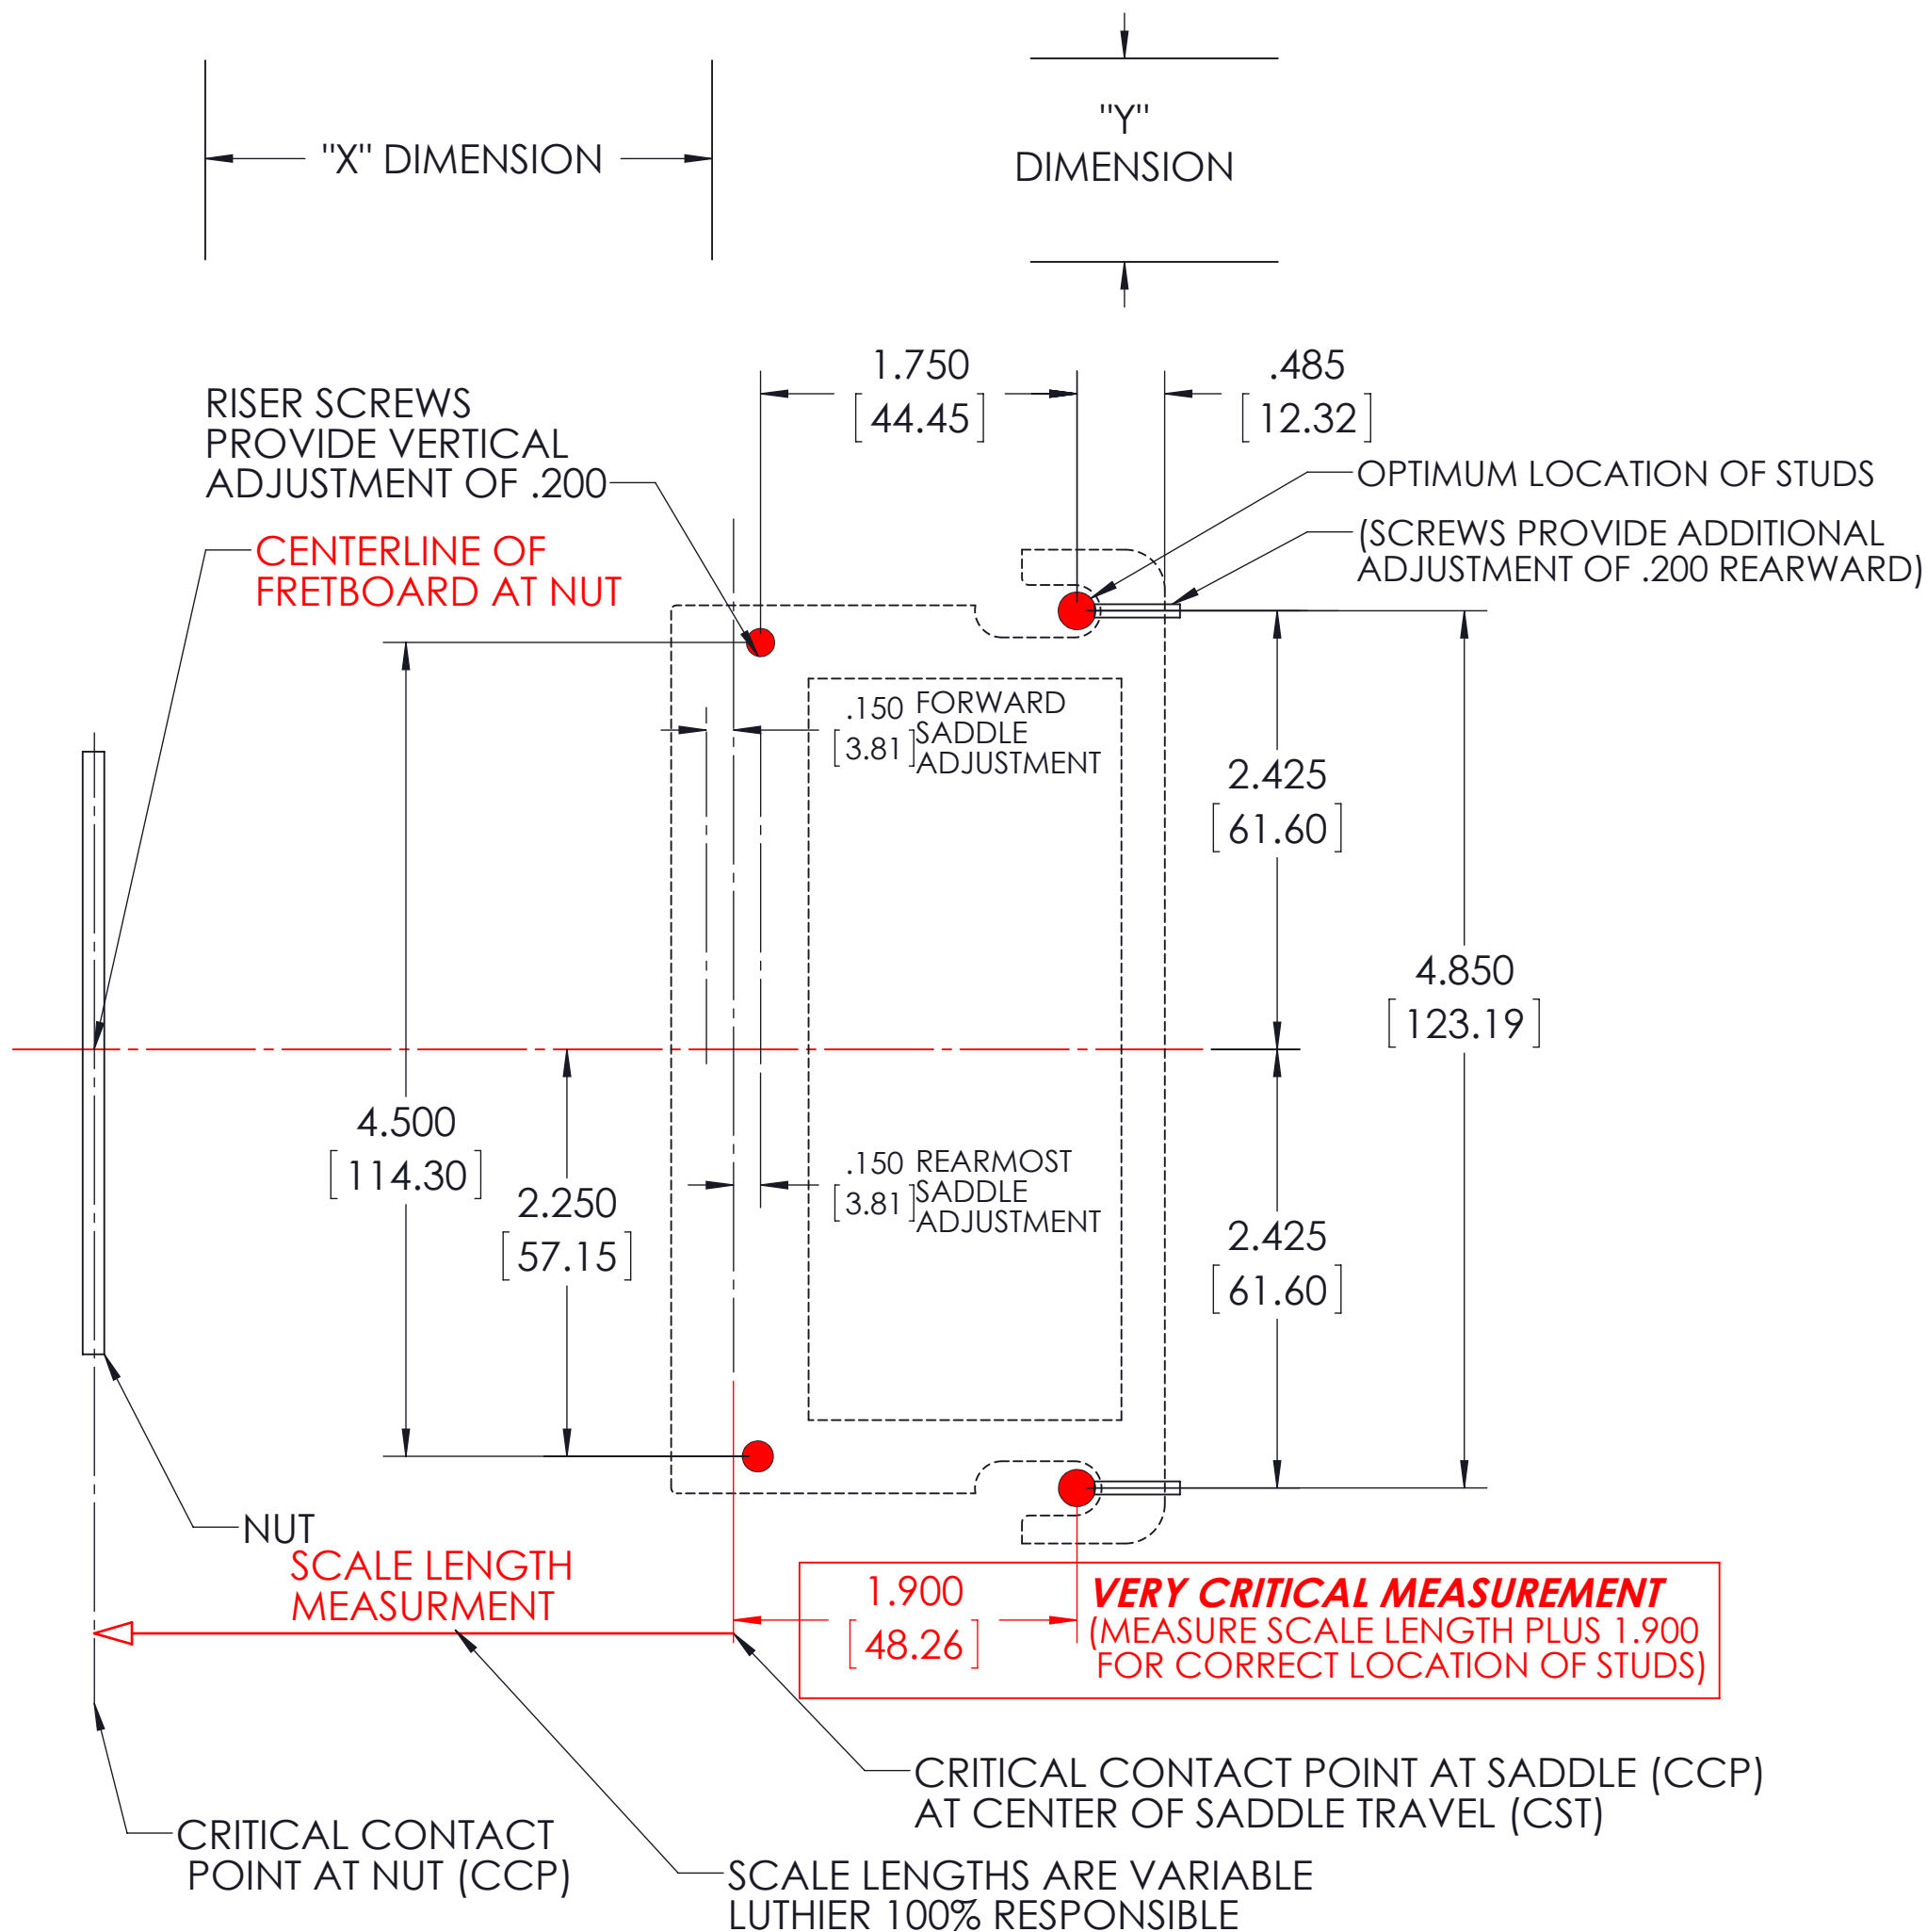 "X" DIMENSION
"Y"
DIMENSION
1.750
[44.45]
.485
[12.32]
RISER SCREWS
PROVIDE VERTICAL
ADJUSTMENT OF .200
OPTIMUM LOCATION OF STUDS
(SCREWS PROVIDE ADDITIONAL
ADJUSTMENT OF .200 REARWARD)
CENTERLINE OF
FRETBOARD AT NUT
.150 FORWARD
[3.81] SADDLE
ADJUSTMENT
2.425
[61.60]
4.850
[123.19]
4.500
[114.30]
.150 REARMOST
[3.81] SADDLE
ADJUSTMENT
2.250
[57.15]
2.425
[61.60]
NUT
SCALE LENGTH
MEASURMENT
1.900
[48.26]
VERY CRITICAL MEASUREMENT
(MEASURE SCALE LENGTH PLUS 1.900
FOR CORRECT LOCATION OF STUDS)
CRITICAL CONTACT POINT AT SADDLE (CCP)
AT CENTER OF SADDLE TRAVEL (CST)
CRITICAL CONTACT
POINT AT NUT (CCP)
SCALE LENGTHS ARE VARIABLE
LUTHIER 100% RESPONSIBLE